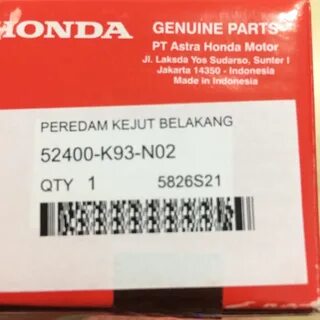 HONDA
GENUINE PARTS
PT Astra Honda Motor
Jl. Laksda Yos Sudarso, Sunter I
Jakarta 14350 - Indonesia
Made in Indonesia
PEREDAM KEJUT BELAKANG
52400-K93-N02
QTY 1 5826S21